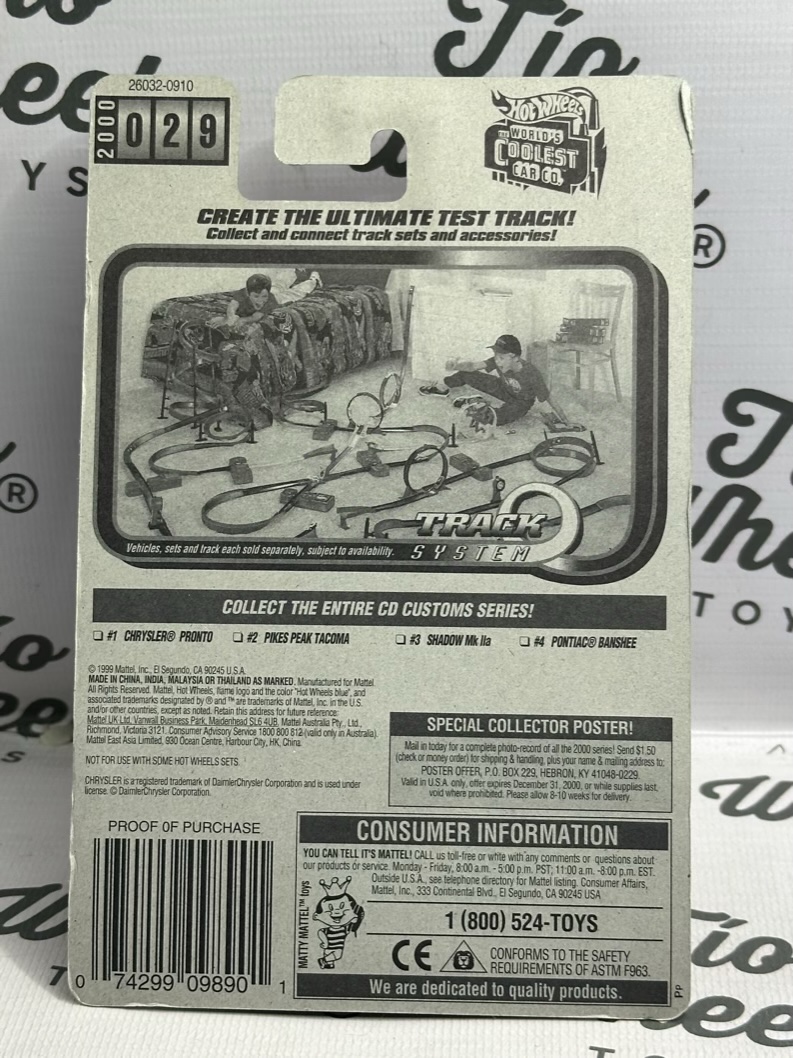 26032-0910
2000
029
HOT WHEELS
THE WORLD'S
COOLEST
CAR CO.™
CREATE THE ULTIMATE TEST TRACK!
Collect and connect track sets and accessories!
TRACK
SYSTEM
Vehicles, sets and track each sold separately, subject to availability.
COLLECT THE ENTIRE CD CUSTOMS SERIES!
#1 CHRYSLER® PRONTO #2 PIKES PEAK TACOMA #3 SHADOW Mk IIa #4 PONTIAC® BANSHEE
© 1999 Mattel, Inc., El Segundo, CA 90245 U.S.A.
MADE IN CHINA, INDIA, MALAYSIA OR THAILAND AS MARKED. Manufactured for Mattel.
All Rights Reserved. Mattel, Hot Wheels, flame logo and the color "Hot Wheels blue", and
associated trademarks designated by ® and ™ are trademarks of Mattel, Inc. in the U.S.
and/or other countries, except as noted. Retain this address for future reference:
Mattel UK Ltd, Vanwall Business Park, Maidenhead SL6 4UB. Mattel Australia Pty., Ltd.,
Richmond, Victoria 3121. Consumer Advisory Service 1800 800 812 (valid only in Australia).
Mattel East Asia Limited, 930 Ocean Centre, Harbour City, HK, China.
NOT FOR USE WITH SOME HOT WHEELS SETS.
CHRYSLER is a registered trademark of DaimlerChrysler Corporation and is used under
license. © DaimlerChrysler Corporation.
SPECIAL COLLECTOR POSTER!
Mail in today for a complete photo-record of all the 2000 series! Send $1.50
(check or money order) for shipping & handling, plus your name & mailing address to:
POSTER OFFER, P.O. BOX 229, HEBRON, KY 41048-0229.
Valid in U.S.A. only, offer expires December 31, 2000, or while supplies last,
void where prohibited. Please allow 8-10 weeks for delivery.
PROOF OF PURCHASE
0 74299 09890 1
CONSUMER INFORMATION
YOU CAN TELL IT'S MATTEL! CALL us toll-free or write with any comments or questions about
our products or service. Monday - Friday, 8:00 a.m. - 5:00 p.m. PST; 11:00 a.m. -8:00 p.m. EST.
Outside U.S.A., see telephone directory for Mattel listing. Consumer Affairs,
Mattel, Inc., 333 Continental Blvd., El Segundo, CA 90245 USA
MATTY MATTEL™ toys
1 (800) 524-TOYS
CE
CONFORMS TO THE SAFETY
REQUIREMENTS OF ASTM F963.
We are dedicated to quality products.
PP
Tío